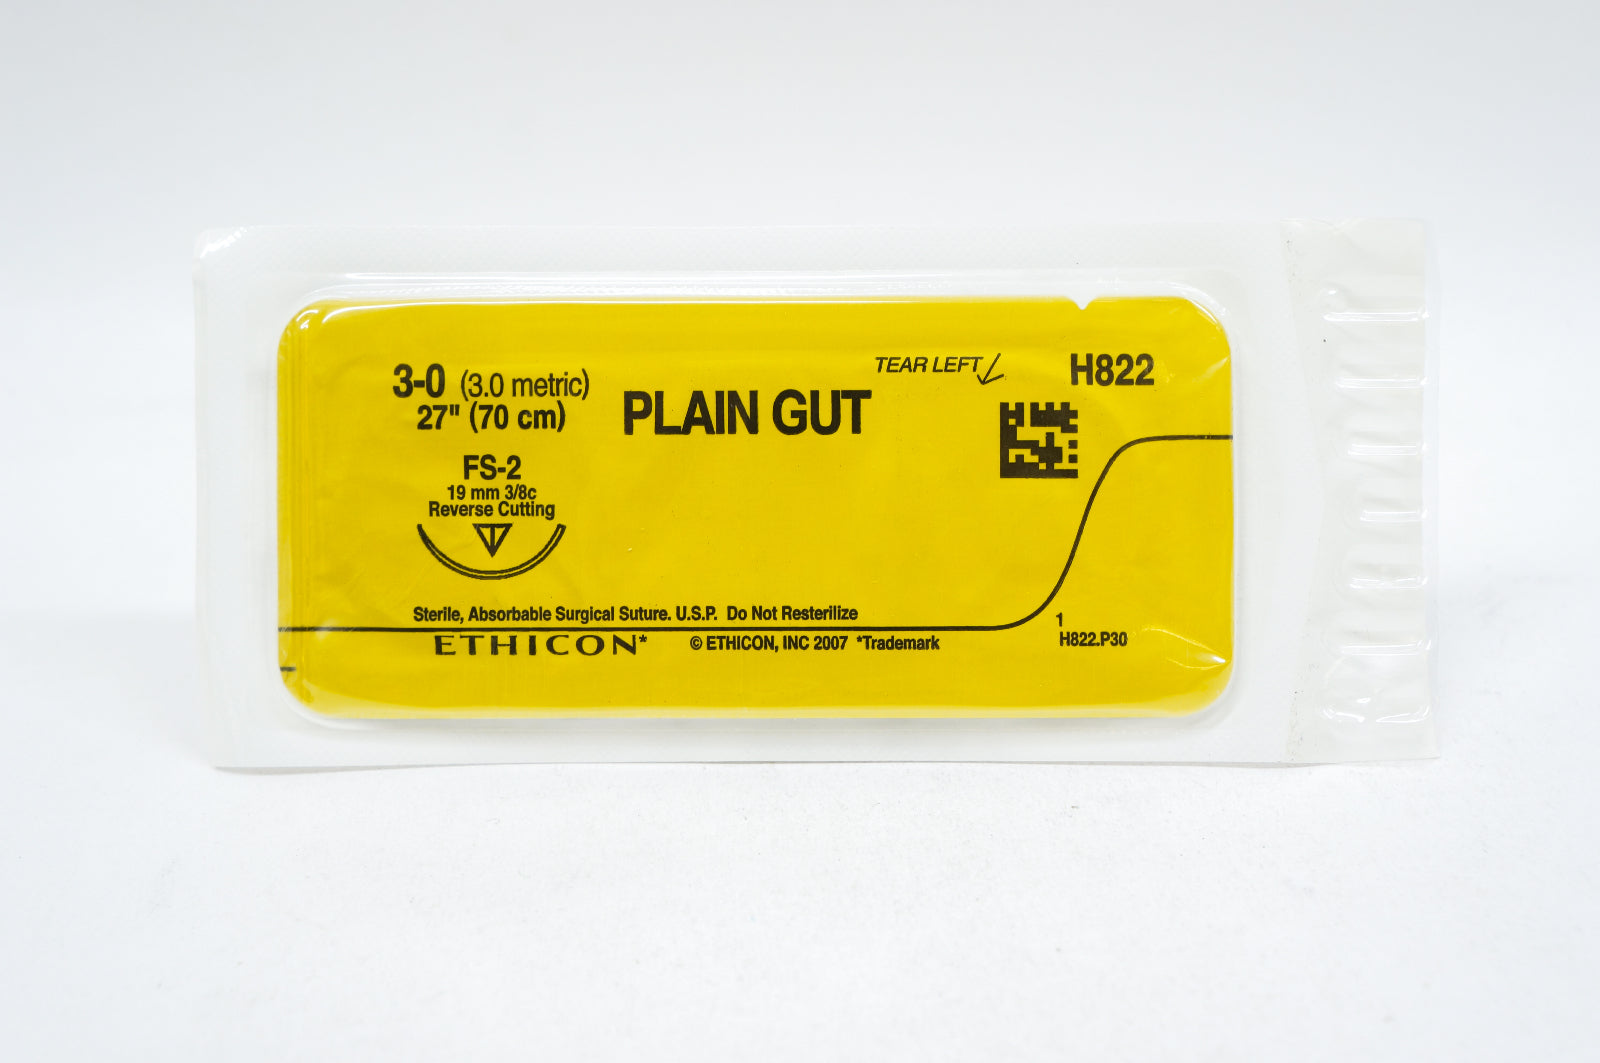 3-0 (3.0 metric)
27" (70 cm)
PLAIN GUT
TEAR LEFT
H822
FS-2
19 mm 3/8c
Reverse Cutting
Sterile, Absorbable Surgical Suture. U.S.P. Do Not Resterilize
ETHICON*
© ETHICON, INC 2007 *Trademark
1
H822.P30